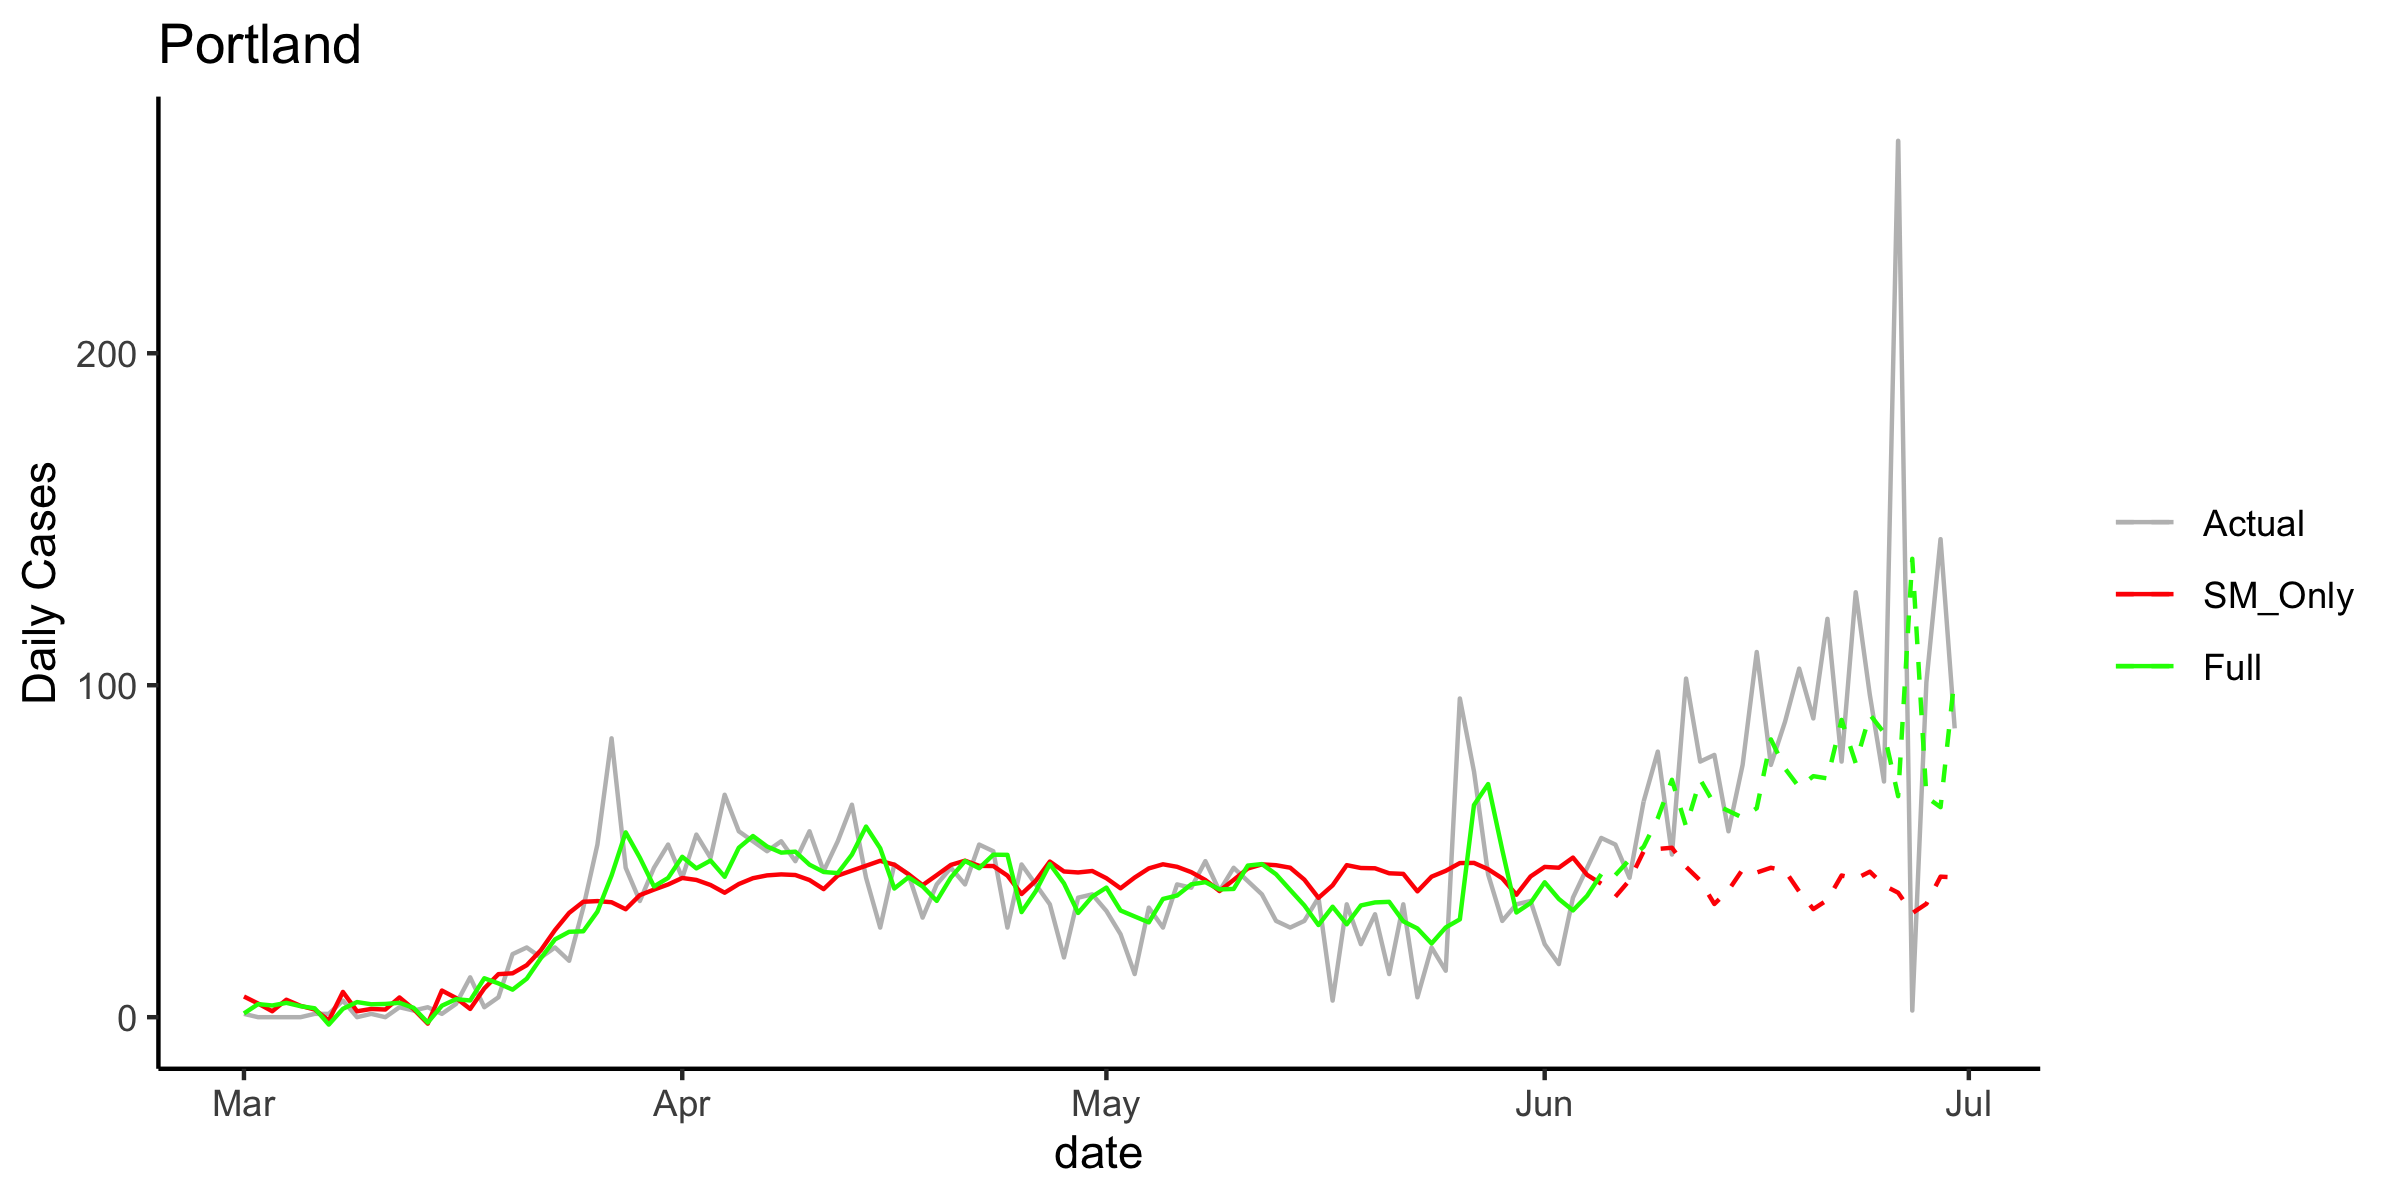 Portland
Daily Cases
200
100
0
Mar Apr May Jun Jul
date
Actual
SM_Only
Full